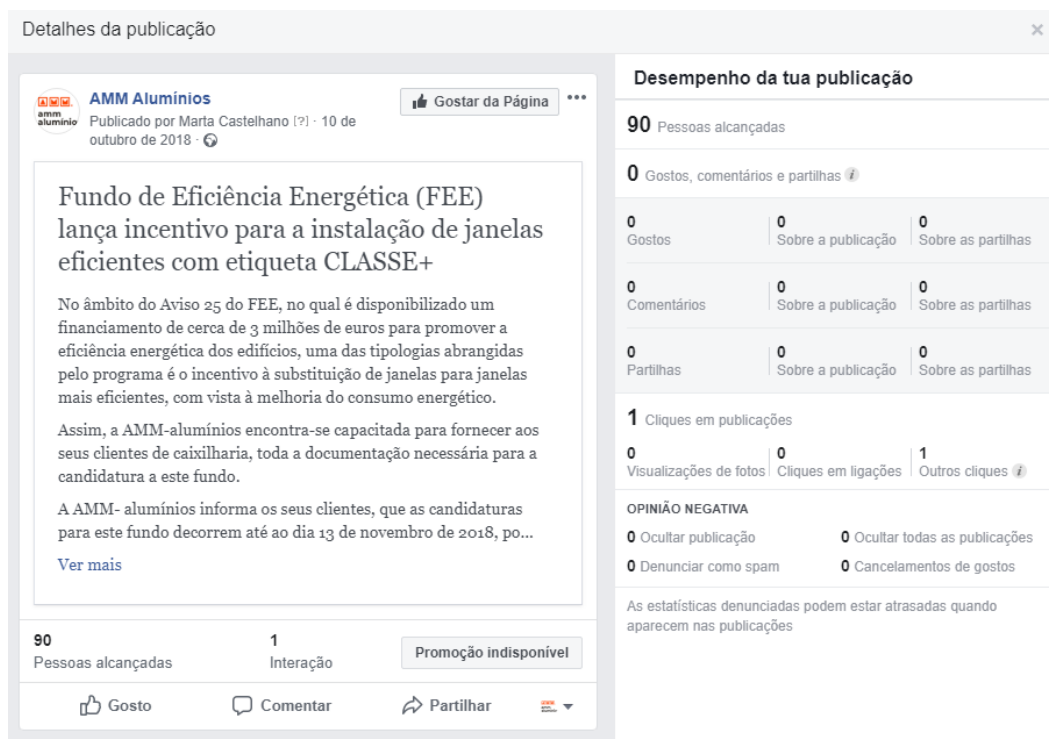 Detalhes da publicação
×
AMM
amm
alumínio
AMM Alumínios
Gostar da Página
Publicado por Marta Castelhano [?] · 10 de
outubro de 2018 ·
Fundo de Eficiência Energética (FEE)
lança incentivo para a instalação de janelas
eficientes com etiqueta CLASSE+
No âmbito do Aviso 25 do FEE, no qual é disponibilizado um
financiamento de cerca de 3 milhões de euros para promover a
eficiência energética dos edifícios, uma das tipologias abrangidas
pelo programa é o incentivo à substituição de janelas para janelas
mais eficientes, com vista à melhoria do consumo energético.
Assim, a AMM-alumínios encontra-se capacitada para fornecer aos
seus clientes de caixilharia, toda a documentação necessária para a
candidatura a este fundo.
A AMM- alumínios informa os seus clientes, que as candidaturas
para este fundo decorrem até ao dia 13 de novembro de 2018, po...
Ver mais
90 1
Pessoas alcançadas Interação
Promoção indisponível
Gosto Comentar Partilhar
Desempenho da tua publicação
90 Pessoas alcançadas
0 Gostos, comentários e partilhas i
0 0 0
Gostos Sobre a publicação Sobre as partilhas
0 0 0
Comentários Sobre a publicação Sobre as partilhas
0 0 0
Partilhas Sobre a publicação Sobre as partilhas
1 Cliques em publicações
0 0 1
Visualizações de fotos Cliques em ligações Outros cliques i
OPINIÃO NEGATIVA
0 Ocultar publicação 0 Ocultar todas as publicações
0 Denunciar como spam 0 Cancelamentos de gostos
As estatísticas denunciadas podem estar atrasadas quando
aparecem nas publicações